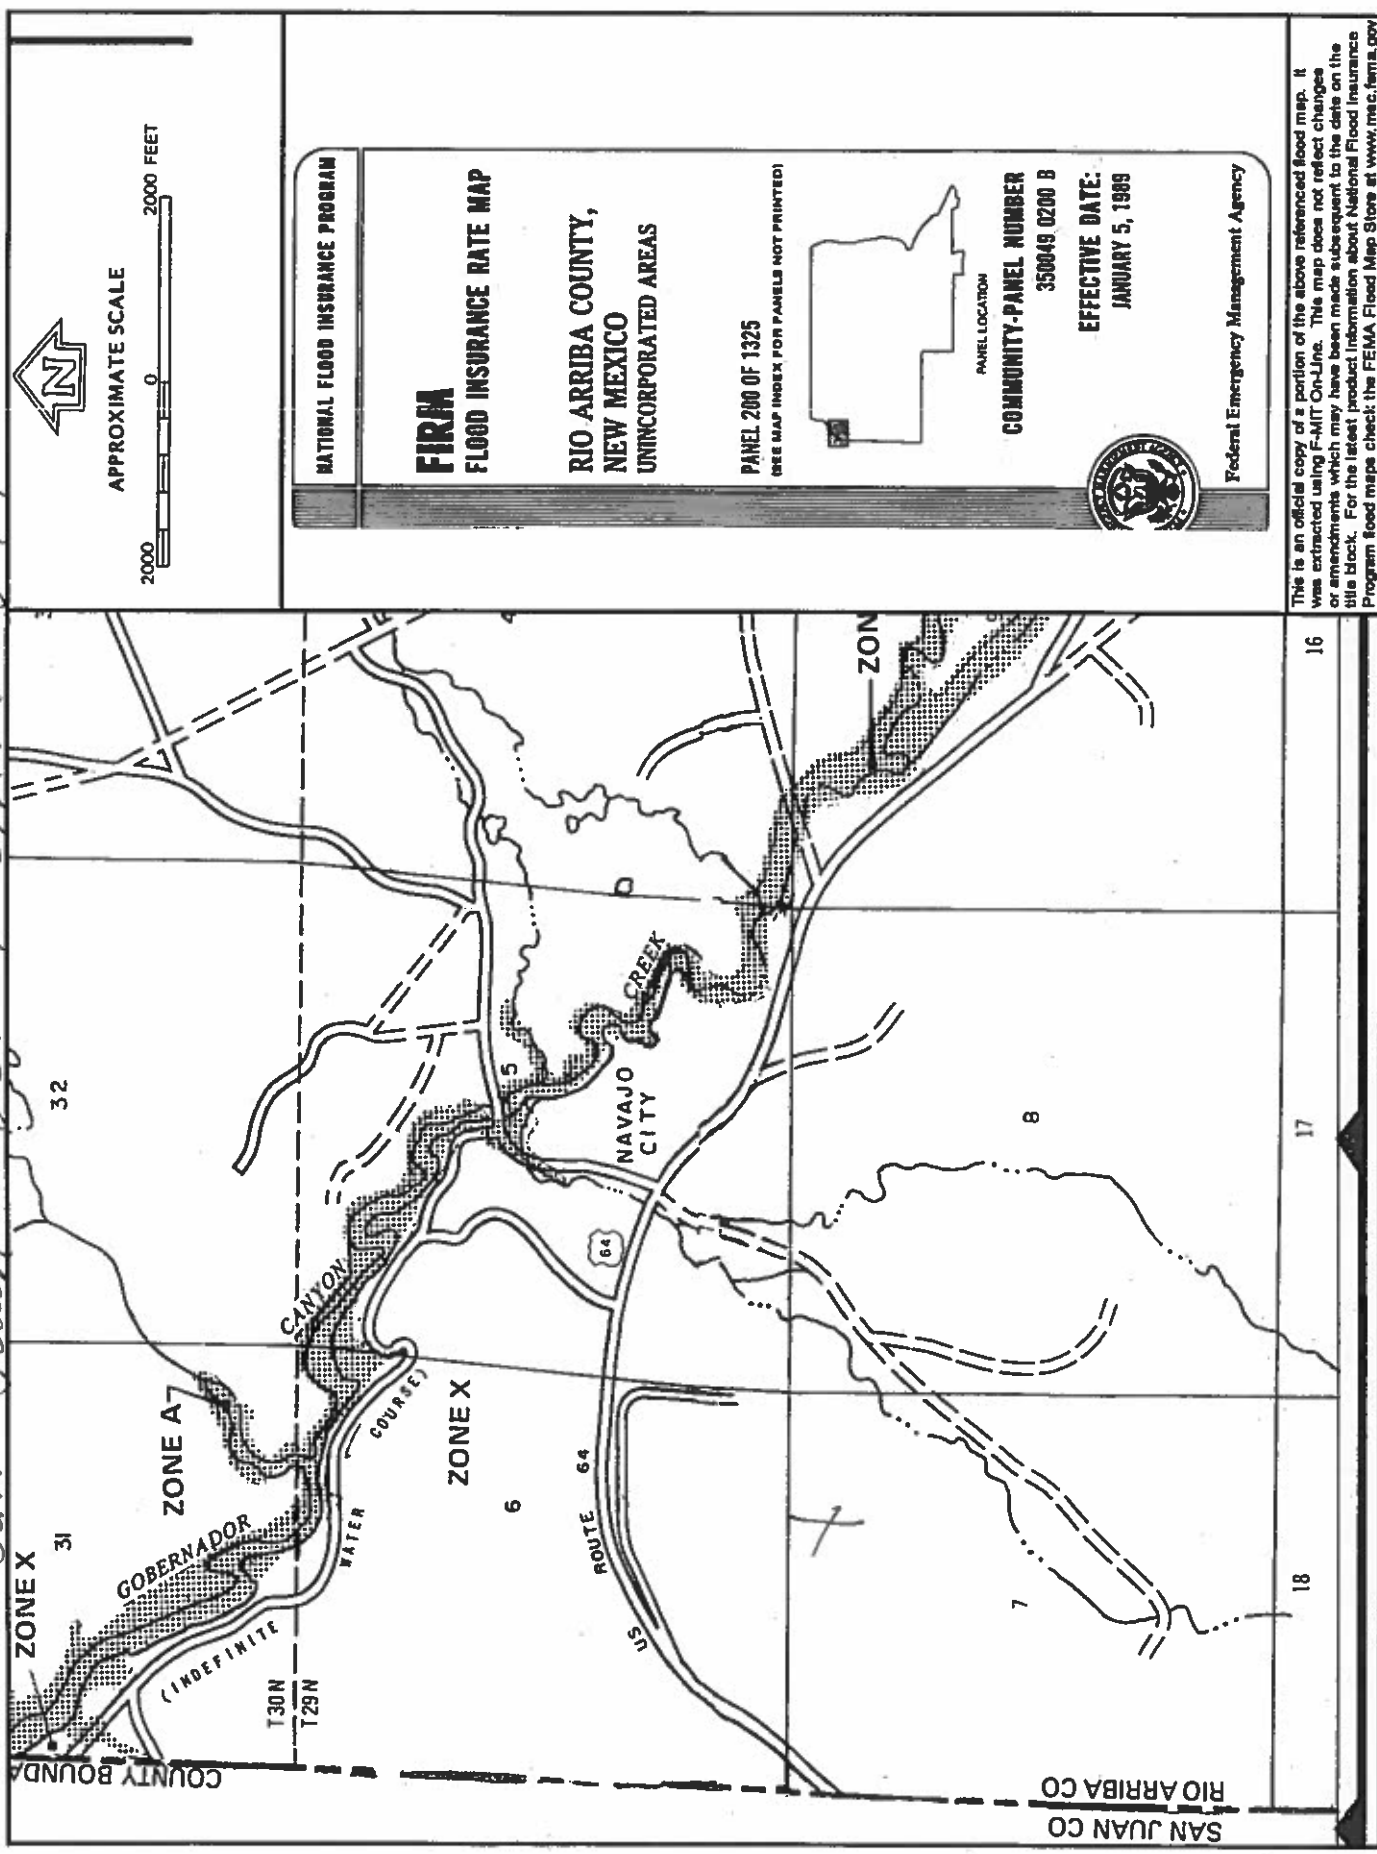 APPROXIMATE SCALE
2000 0 2000 FEET
N
NATIONAL FLOOD INSURANCE PROGRAM
FIRM
FLOOD INSURANCE RATE MAP
RIO ARRIBA COUNTY,
NEW MEXICO
UNINCORPORATED AREAS
PANEL 200 OF 1325
(SEE MAP INDEX FOR PANELS NOT PRINTED)
PANEL LOCATION
COMMUNITY-PANEL NUMBER
350049 0200 B
EFFECTIVE DATE:
JANUARY 5, 1989
Federal Emergency Management Agency
This is an official copy of a portion of the above referenced flood map. It
was extracted using F-MIT On-Line. This map does not reflect changes
or amendments which may have been made subsequent to the date on the
title block. For the latest product information about National Flood Insurance
Program flood maps check the FEMA Flood Map Store at www.msc.fema.gov
ZONE X
31
32
ZONE A
GOBERNADOR
CANYON
CREEK
(INDEFINITE
WATER
COURSE)
T30N
T29N
ZONE X
6
5
NAVAJO
CITY
64
US
ROUTE
64
ZON
7
8
18
17
16
COUNTY BOUNDA
SAN JUAN CO
RIO ARRIBA CO